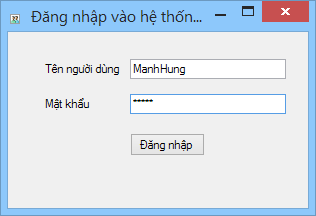 Đăng nhập vào hệ thốn...
Tên người dùng ManhHung
Mật khẩu *****
Đăng nhập